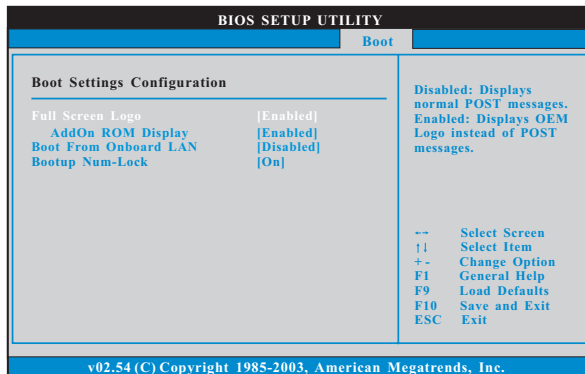 BIOS SETUP UTILITY
Boot
Boot Settings Configuration
Full Screen Logo [Enabled]
AddOn ROM Display [Enabled]
Boot From Onboard LAN [Disabled]
Bootup Num-Lock [On]
Disabled: Displays
normal POST messages.
Enabled: Displays OEM
Logo instead of POST
messages.
←→ Select Screen
↑↓ Select Item
+ - Change Option
F1 General Help
F9 Load Defaults
F10 Save and Exit
ESC Exit
v02.54 (C) Copyright 1985-2003, American Megatrends, Inc.